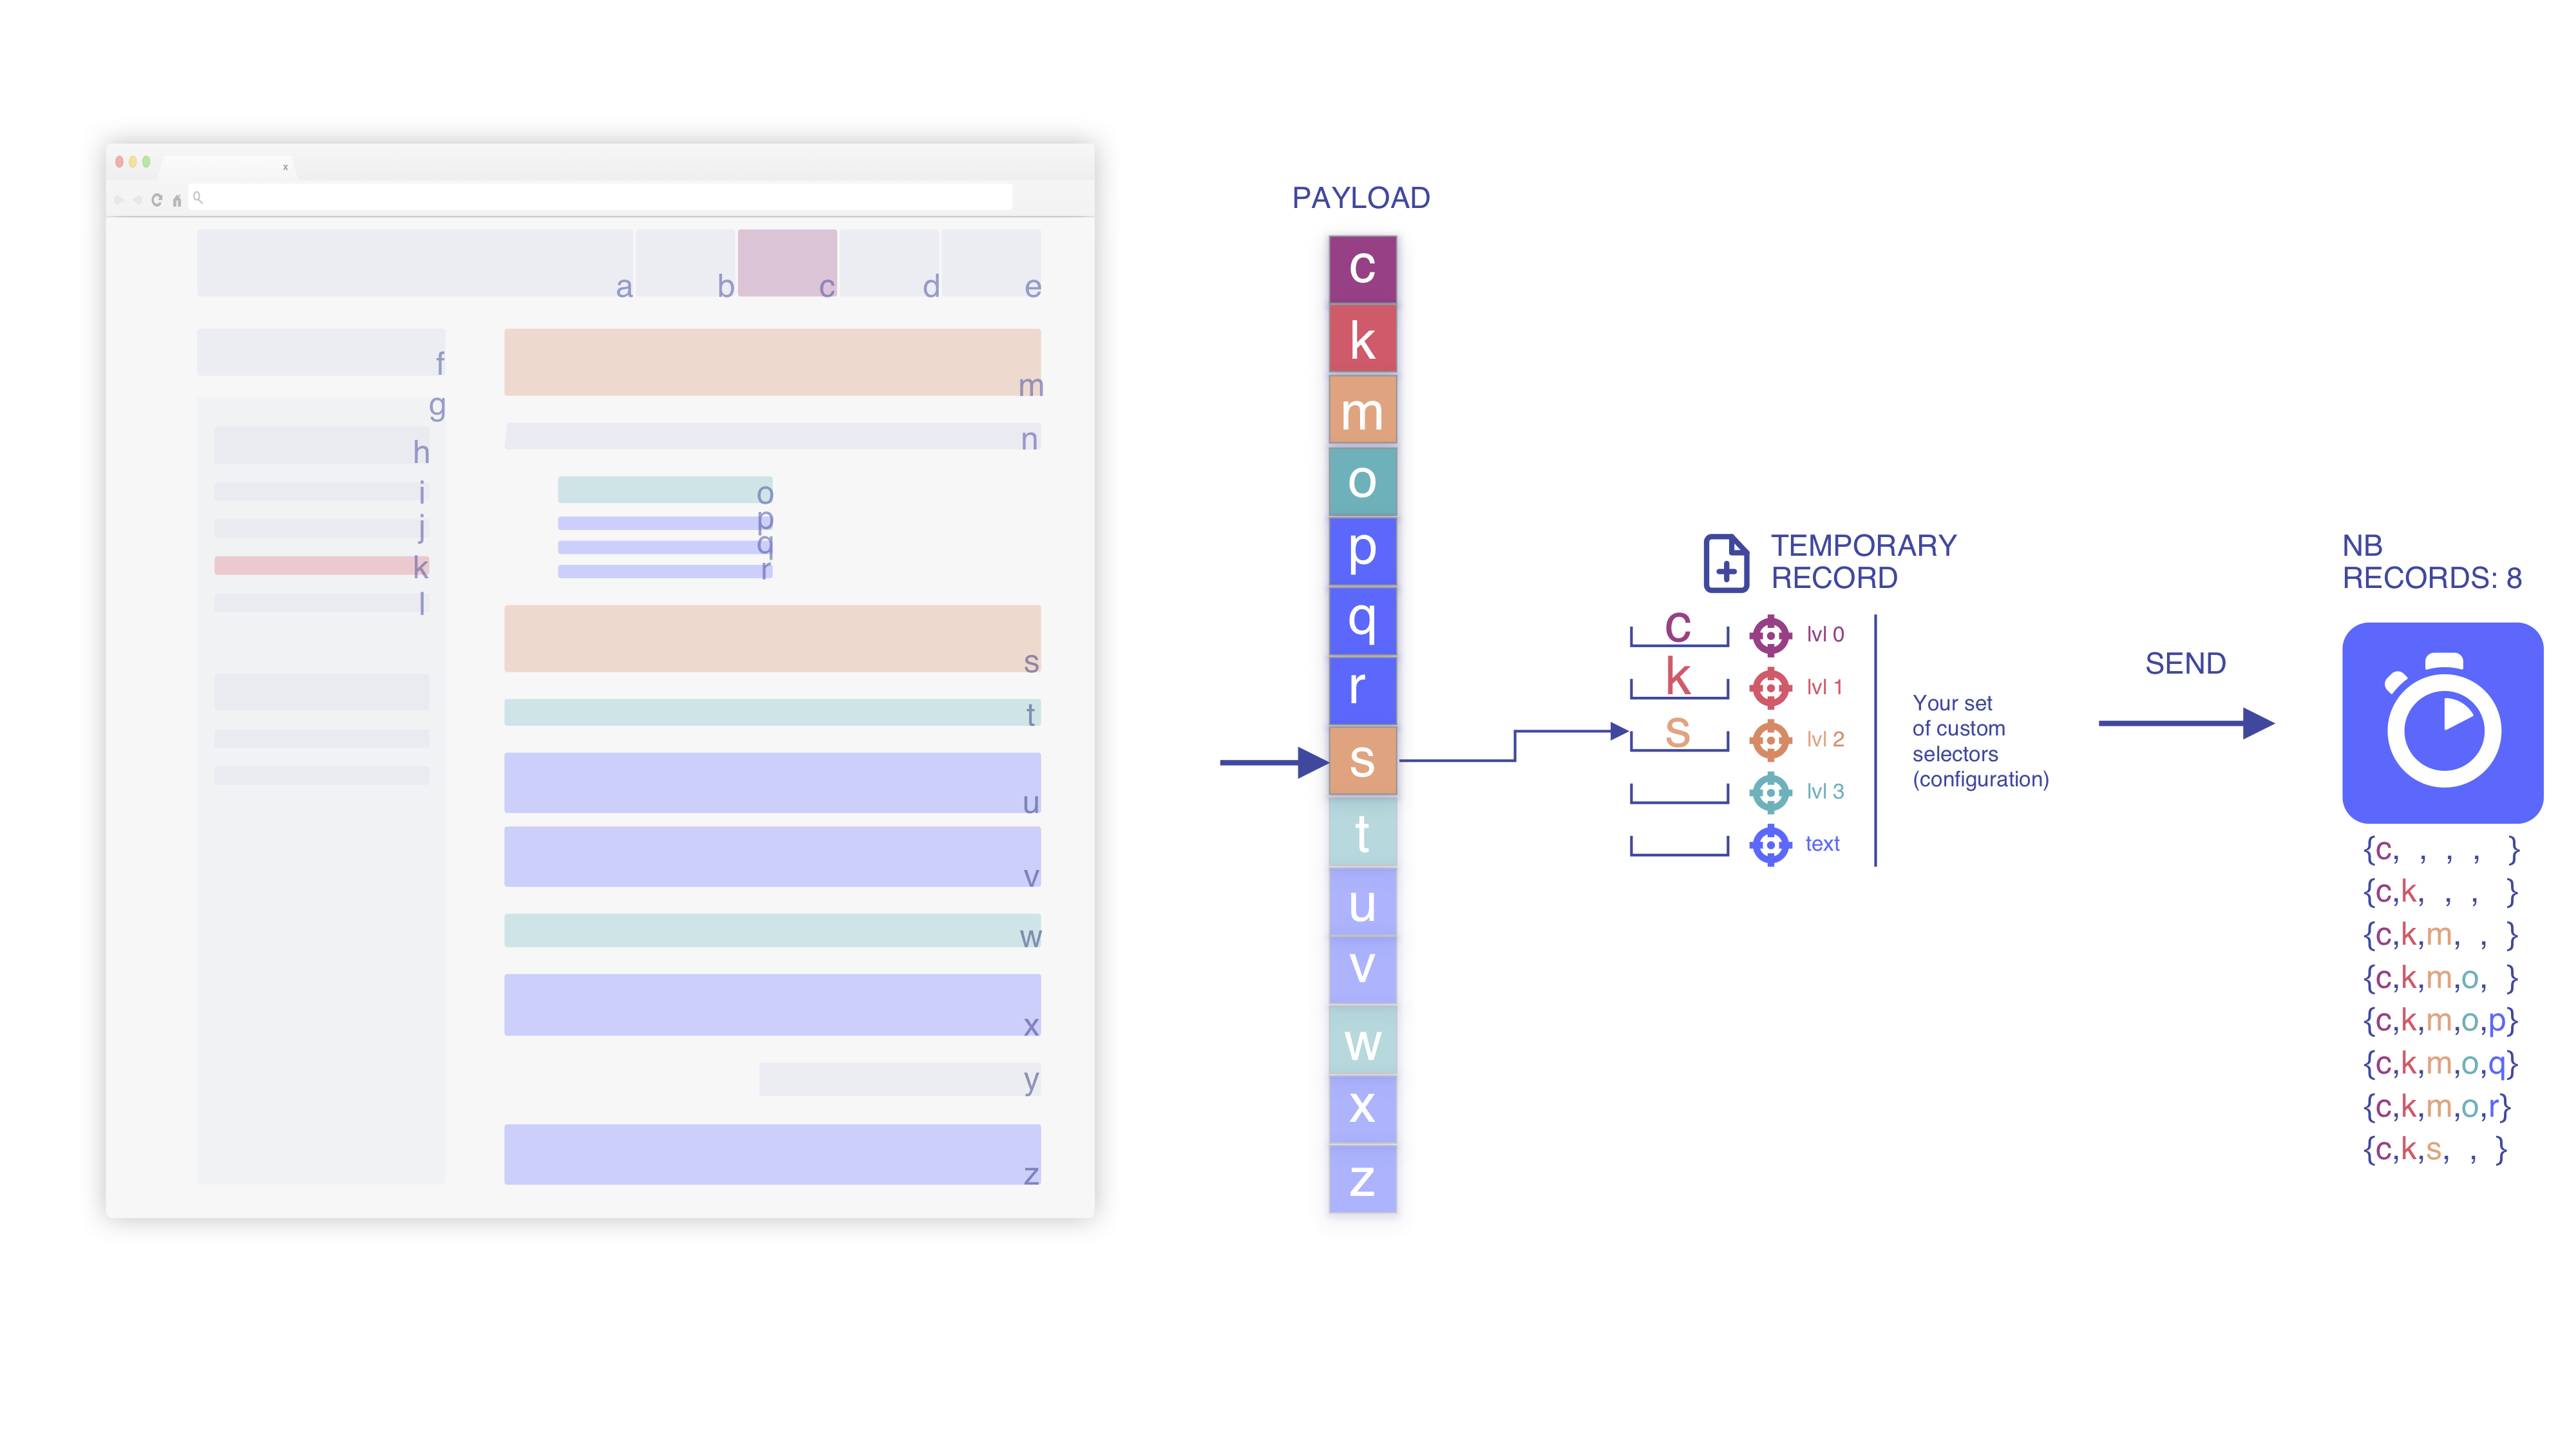 x
a b c d e
f
g
h
i
j
k
l
m
n
o
p
q
r
s
t
u
v
w
x
y
z
PAYLOAD
c
k
m
o
p
q
r
s
t
u
v
w
x
z
TEMPORARY
RECORD
c lvl 0
k lvl 1
s lvl 2
lvl 3
text
Your set
of custom
selectors
(configuration)
SEND
NB
RECORDS: 8
{c, , , , }
{c,k, , , }
{c,k,m, , }
{c,k,m,o, }
{c,k,m,o,p}
{c,k,m,o,q}
{c,k,m,o,r}
{c,k,s, , }